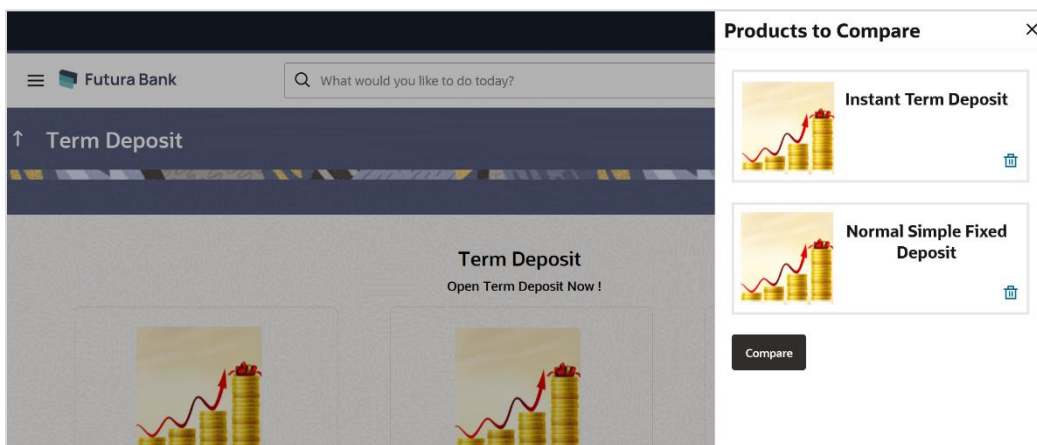 Products to Compare
Futura Bank
What would you like to do today?
Term Deposit
Term Deposit
Open Term Deposit Now !
Instant Term Deposit
Normal Simple Fixed
Deposit
Compare